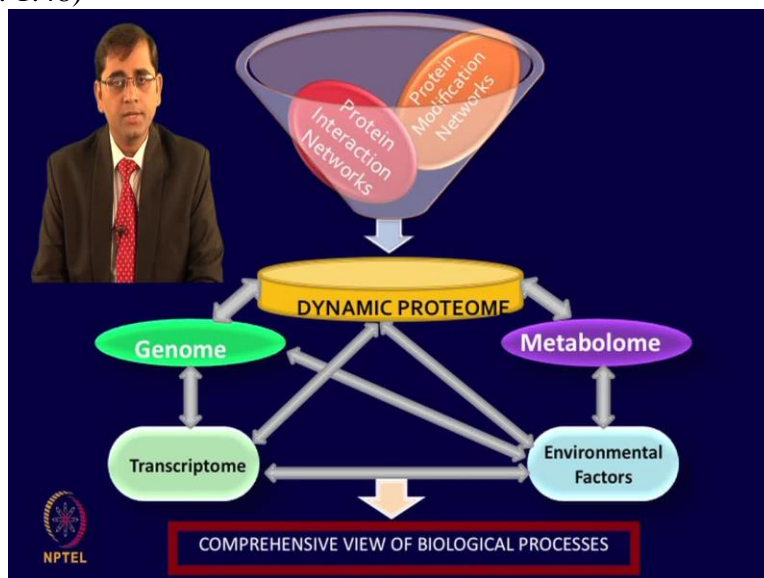 Protein
Interaction
Networks
Protein
Modification
Networks
DYNAMIC PROTEOME
Genome
Metabolome
Transcriptome
Environmental
Factors
NPTEL
COMPREHENSIVE VIEW OF BIOLOGICAL PROCESSES